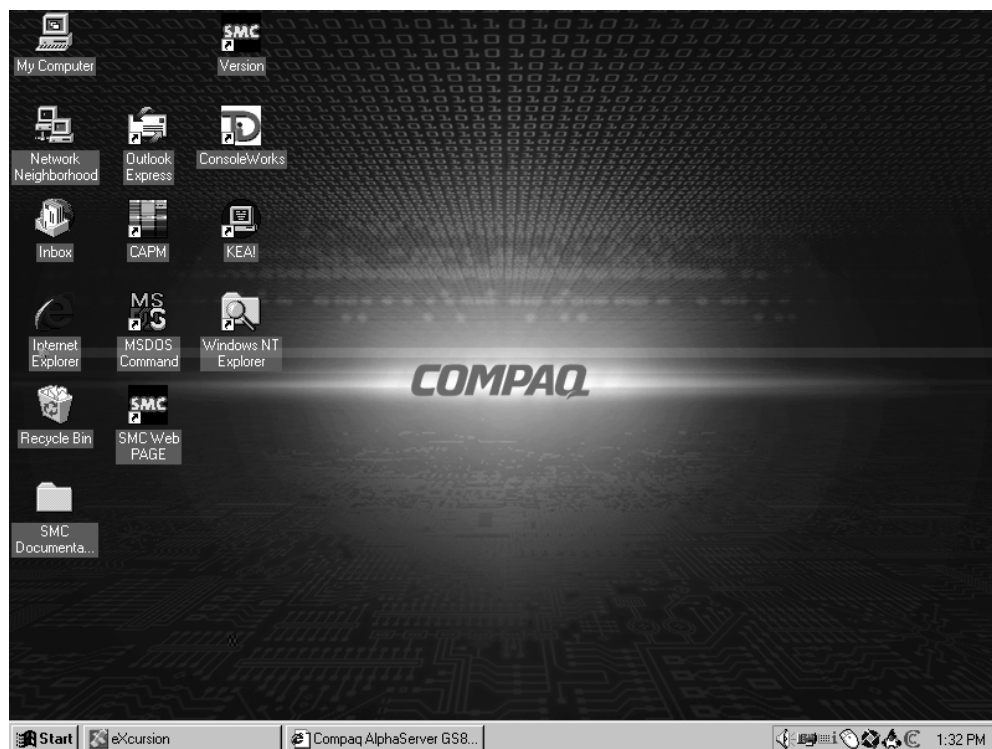 SMC
My Computer
Version
Network
Neighborhood
Outlook
Express
ConsoleWorks
Inbox
CAPM
KEA!
MS
DOS
Internet
Explorer
MSDOS
Command
Windows NT
Explorer
COMPAQ
SMC
Recycle Bin
SMC Web
PAGE
SMC
Documenta...
Start
eXcursion
Compaq AlphaServer GS8...
1:32 PM